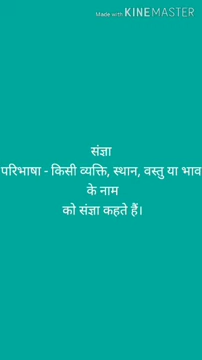 Made with KINEMASTER
संज्ञा
परिभाषा - किसी व्यक्ति, स्थान, वस्तु या भाव
के नाम
को संज्ञा कहते हैं।